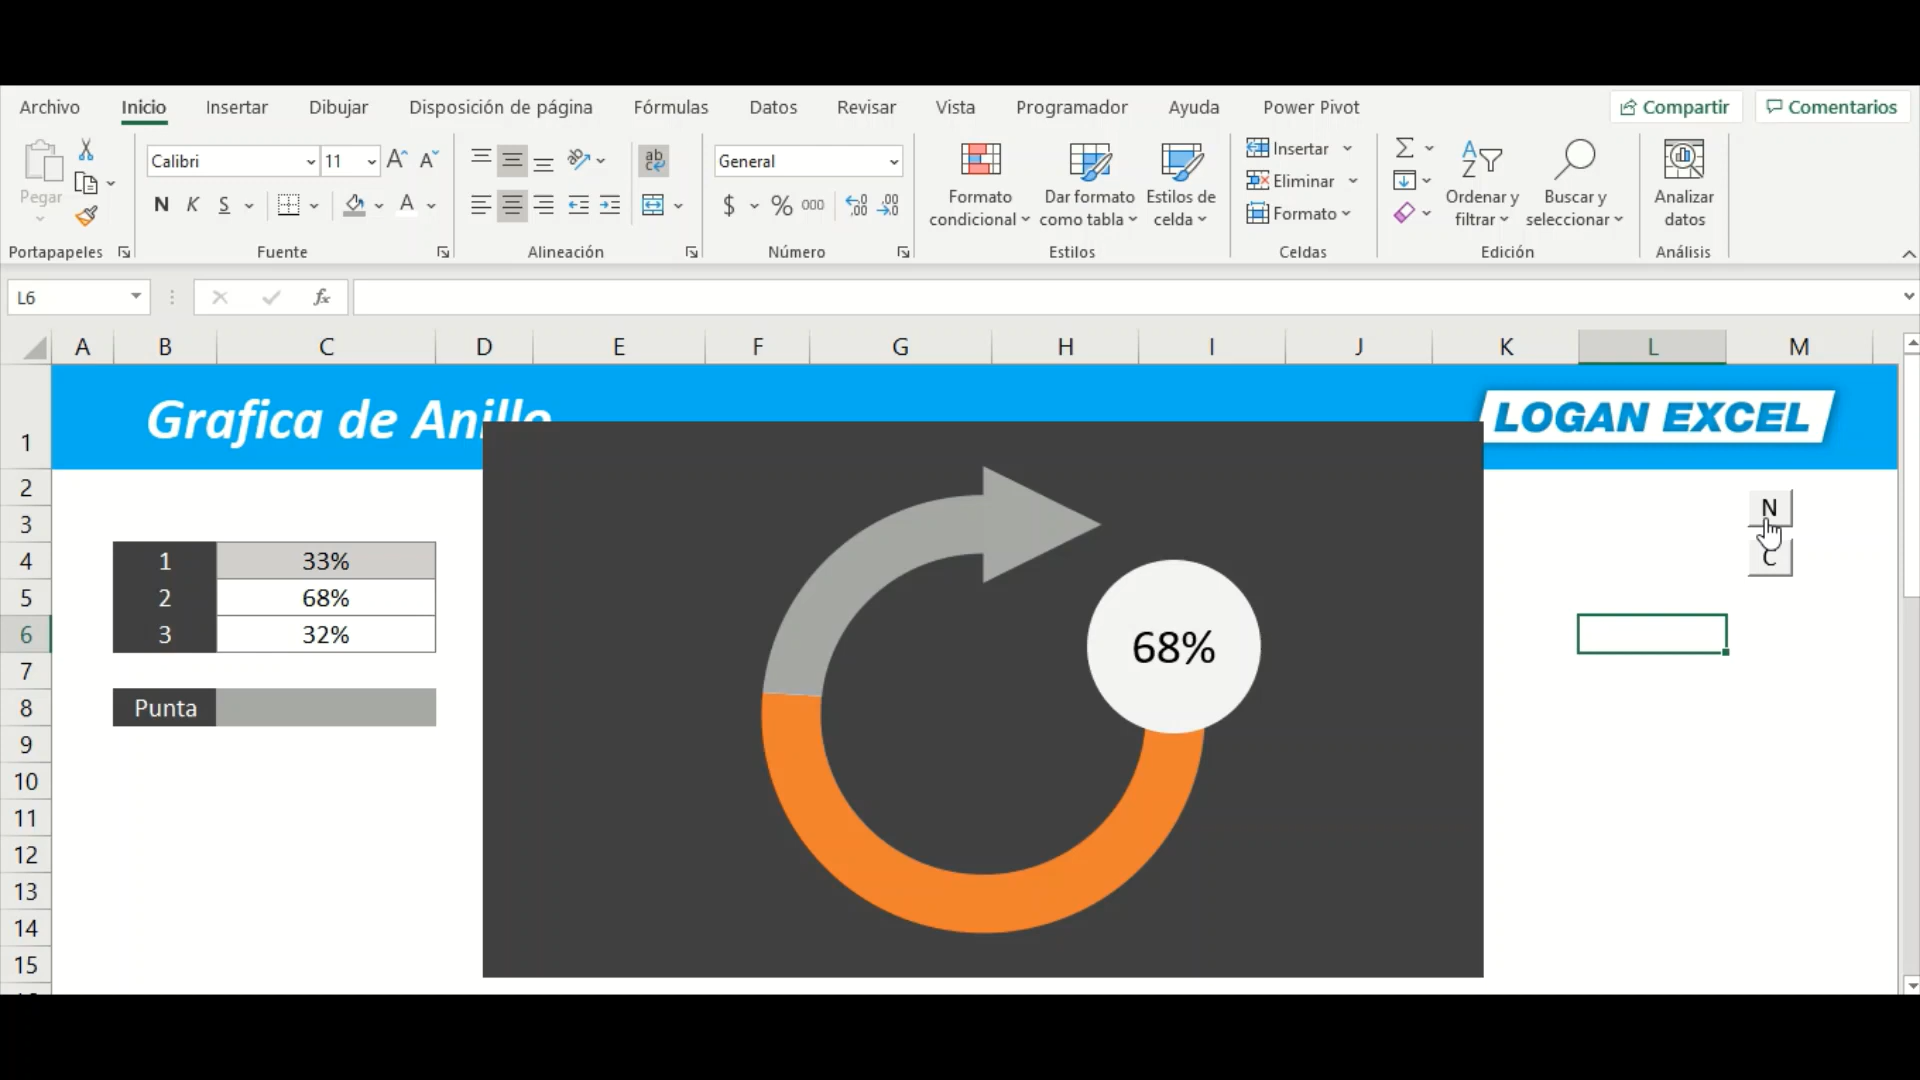 Archivo Inicio Insertar Dibujar Disposición de página Fórmulas Datos Revisar Vista Programador Ayuda Power Pivot Compartir Comentarios
Pegar
Calibri 11
N K S
A A A
ab
General
$ % 000
Formato condicional
Dar formato como tabla
Estilos de celda
Insertar
Eliminar
Formato
Ordenar y filtrar
Buscar y seleccionar
Analizar datos
Portapapeles Fuente Alineación Número Estilos Celdas Edición Análisis
L6 fx
A B C D E F G H I J K L M
1 Grafica de Anillo LOGAN EXCEL
2
3 N
4 1 33% C
5 2 68%
6 3 32%
68%
7
8 Punta
9
10
11
12
13
14
15